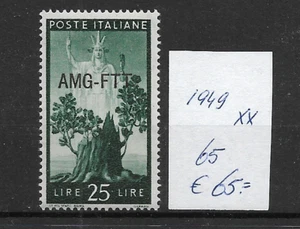 POSTE ITALIANE
AMG-FTT
LIRE 25 LIRE
1949
xx
65
€ 65.=